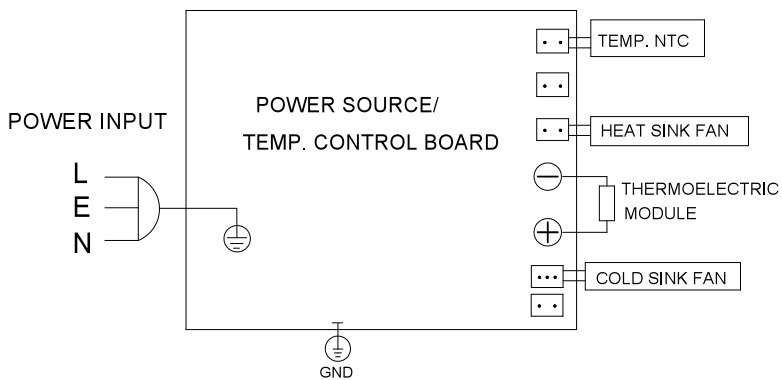 TEMP. NTC
POWER SOURCE/
TEMP. CONTROL BOARD
POWER INPUT
L
E
N
HEAT SINK FAN
THERMOELECTRIC
MODULE
COLD SINK FAN
GND